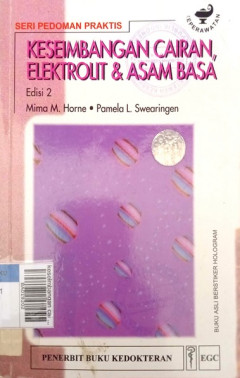 SERI PEDOMAN PRAKTIS
KEPERAWATAN
KESEIMBANGAN CAIRAN,
ELEKTROLIT & ASAM BASA
Edisi 2
Mima M. Horne • Pamela L. Swearingen
BUKU ASLI BERSTIKER HOLOGRAM
PENERBIT BUKU KEDOKTERAN
EGC